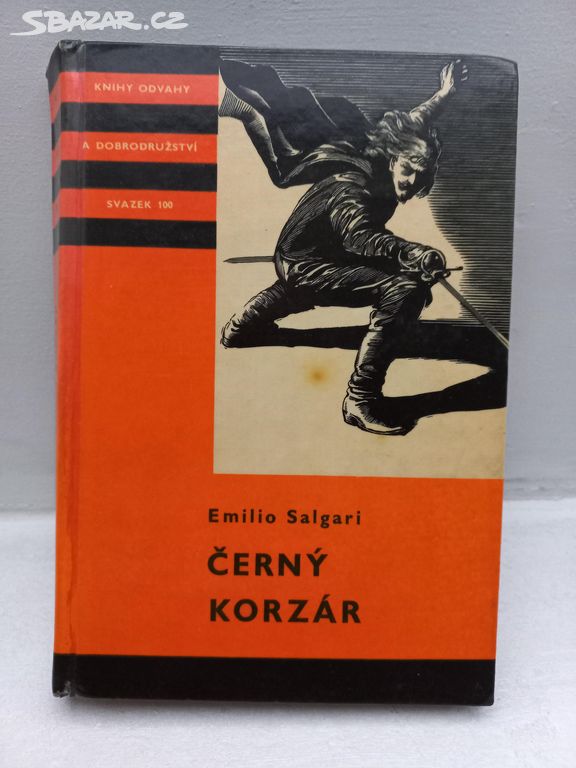 SBAZAR.CZ
KNIHY ODVAHY
A DOBRODRUŽSTVÍ
SVAZEK 100
Emilio Salgari
ČERNÝ
KORZÁR